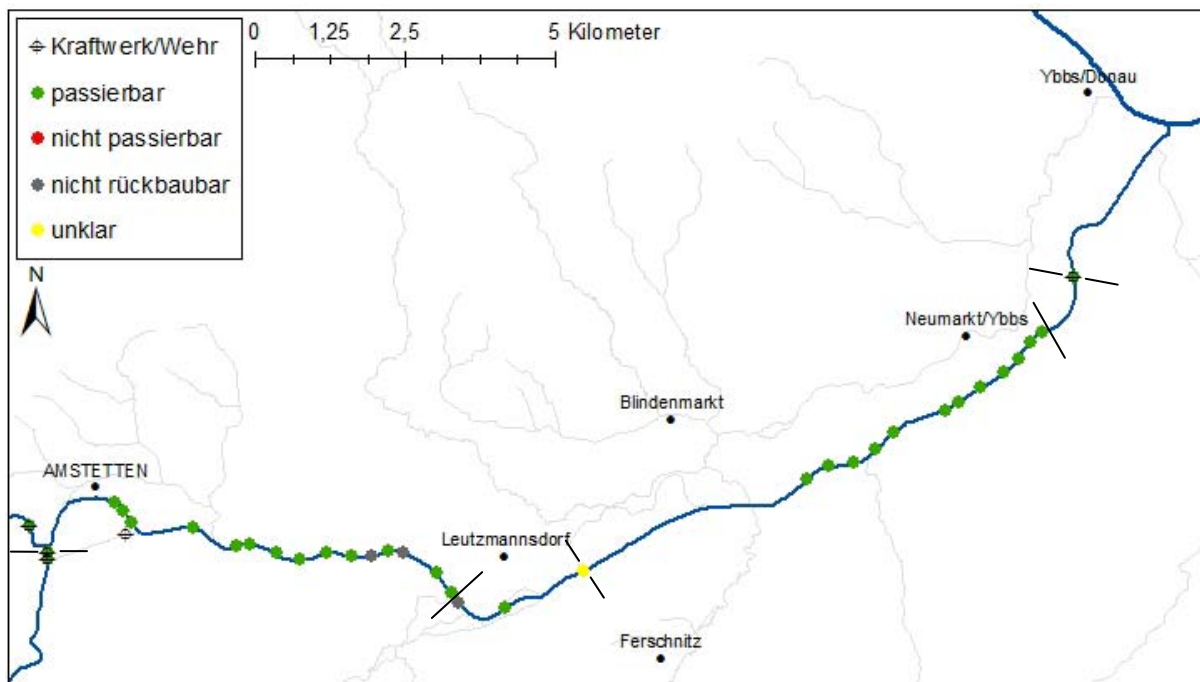 Kraftwerk/Wehr
passierbar
nicht passierbar
nicht rückbaubar
unklar
0 1,25 2,5 5 Kilometer
N
Ybbs/Donau
Neumarkt/Ybbs
Blindenmarkt
AMSTETTEN
Leutzmannsdorf
Ferschnitz